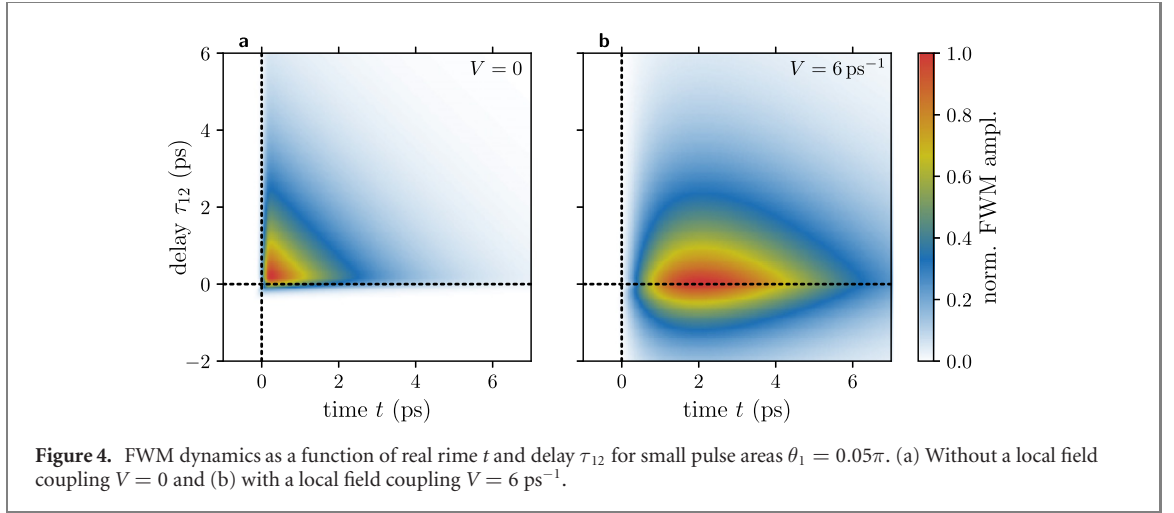 a
b
V = 0
V = 6 ps⁻¹
6
4
2
0
−2
delay τ₁₂ (ps)
0 2 4 6
0 2 4 6
time t (ps)
time t (ps)
1.0
0.8
0.6
0.4
0.2
0.0
norm. FWM ampl.
Figure 4. FWM dynamics as a function of real rime t and delay τ₁₂ for small pulse areas θ₁ = 0.05π. (a) Without a local field
coupling V = 0 and (b) with a local field coupling V = 6 ps⁻¹.